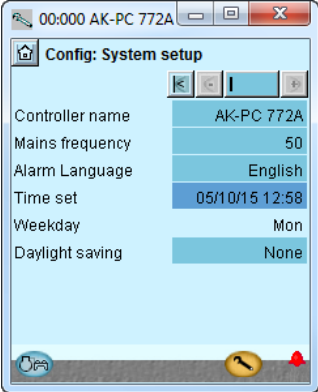 00:000 AK-PC 772A
Config: System setup
Controller name AK-PC 772A
Mains frequency 50
Alarm Language English
Time set 05/10/15 12:58
Weekday Mon
Daylight saving None